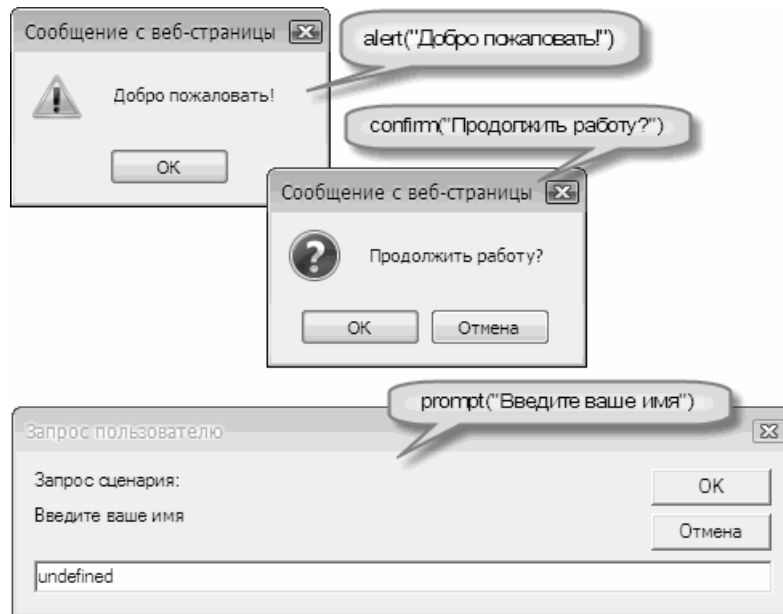 Сообщение с веб-страницы
alert("Добро пожаловать!")
Добро пожаловать!
OK
confirm("Продолжить работу?")
Сообщение с веб-страницы
Продолжить работу?
OK
Отмена
prompt("Введите ваше имя")
Запрос пользователю
Запрос сценария:
OK
Введите ваше имя
Отмена
undefined